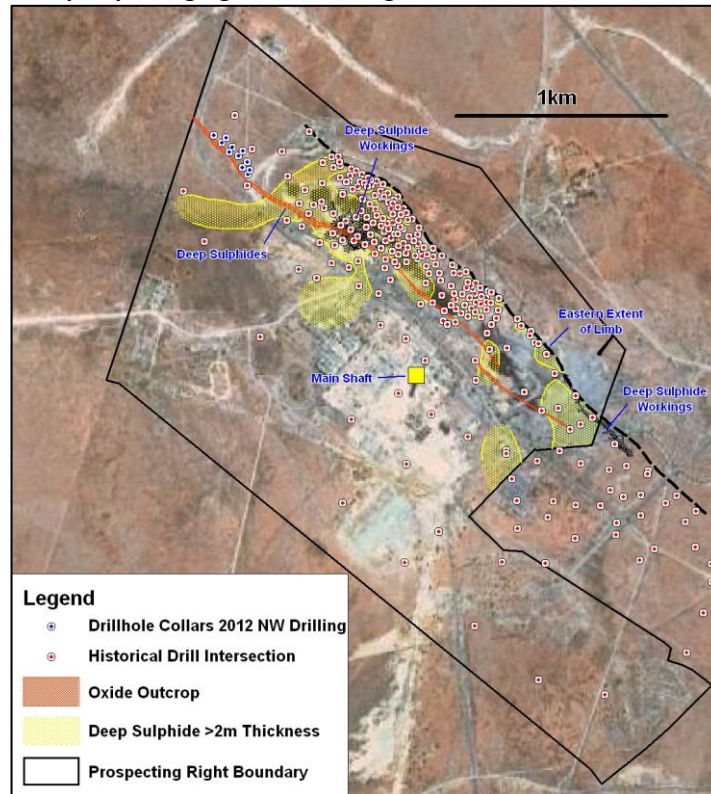 1km
Deep Sulphide
Workings
Deep Sulphides
Eastern Extent
of Limb
Main Shaft
Deep Sulphide
Workings
Legend
Drillhole Collars 2012 NW Drilling
Historical Drill Intersection
Oxide Outcrop
Deep Sulphide >2m Thickness
Prospecting Right Boundary